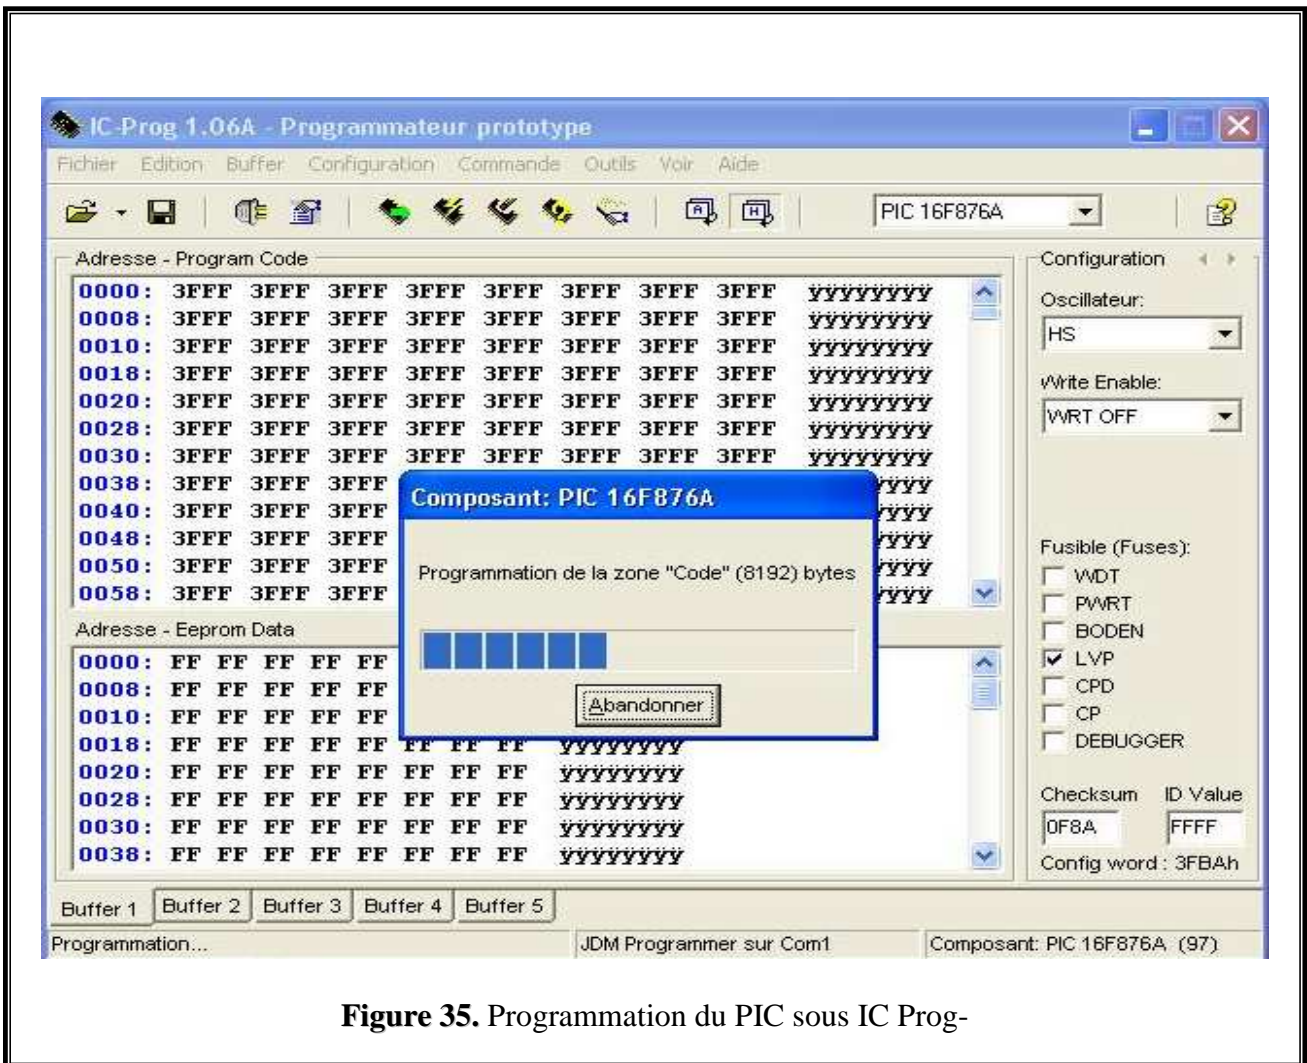 IC-Prog 1.06A - Programmateur prototype
Fichier Edition Buffer Configuration Commande Outils Voir Aide
PIC 16F876A
Adresse - Program Code
0000: 3FFF 3FFF 3FFF 3FFF 3FFF 3FFF 3FFF 3FFF ÿÿÿÿÿÿÿÿ
0008: 3FFF 3FFF 3FFF 3FFF 3FFF 3FFF 3FFF 3FFF ÿÿÿÿÿÿÿÿ
0010: 3FFF 3FFF 3FFF 3FFF 3FFF 3FFF 3FFF 3FFF ÿÿÿÿÿÿÿÿ
0018: 3FFF 3FFF 3FFF 3FFF 3FFF 3FFF 3FFF 3FFF ÿÿÿÿÿÿÿÿ
0020: 3FFF 3FFF 3FFF 3FFF 3FFF 3FFF 3FFF 3FFF ÿÿÿÿÿÿÿÿ
0028: 3FFF 3FFF 3FFF 3FFF 3FFF 3FFF 3FFF 3FFF ÿÿÿÿÿÿÿÿ
0030: 3FFF 3FFF 3FFF 3FFF 3FFF 3FFF 3FFF 3FFF ÿÿÿÿÿÿÿÿ
0038: 3FFF 3FFF 3FFF ÿÿÿÿ
0040: 3FFF 3FFF 3FFF ÿÿÿÿ
0048: 3FFF 3FFF 3FFF ÿÿÿÿ
0050: 3FFF 3FFF 3FFF ÿÿÿÿ
0058: 3FFF 3FFF 3FFF ÿÿÿÿ
Composant: PIC 16F876A
Programmation de la zone "Code" (8192) bytes
Abandonner
Adresse - Eeprom Data
0000: FF FF FF FF FF
0008: FF FF FF FF FF
0010: FF FF FF FF FF
0018: FF FF FF FF FF FF FF FF ÿÿÿÿÿÿÿÿ
0020: FF FF FF FF FF FF FF FF ÿÿÿÿÿÿÿÿ
0028: FF FF FF FF FF FF FF FF ÿÿÿÿÿÿÿÿ
0030: FF FF FF FF FF FF FF FF ÿÿÿÿÿÿÿÿ
0038: FF FF FF FF FF FF FF FF ÿÿÿÿÿÿÿÿ
Configuration
Oscillateur:
HS
Write Enable:
WRT OFF
Fusible (Fuses):
WDT
PWRT
BODEN
LVP
CPD
CP
DEBUGGER
Checksum ID Value
0F8A FFFF
Config word : 3FBAh
Buffer 1 Buffer 2 Buffer 3 Buffer 4 Buffer 5
Programmation... JDM Programmer sur Com1 Composant: PIC 16F876A (97)
Figure 35. Programmation du PIC sous IC Prog-